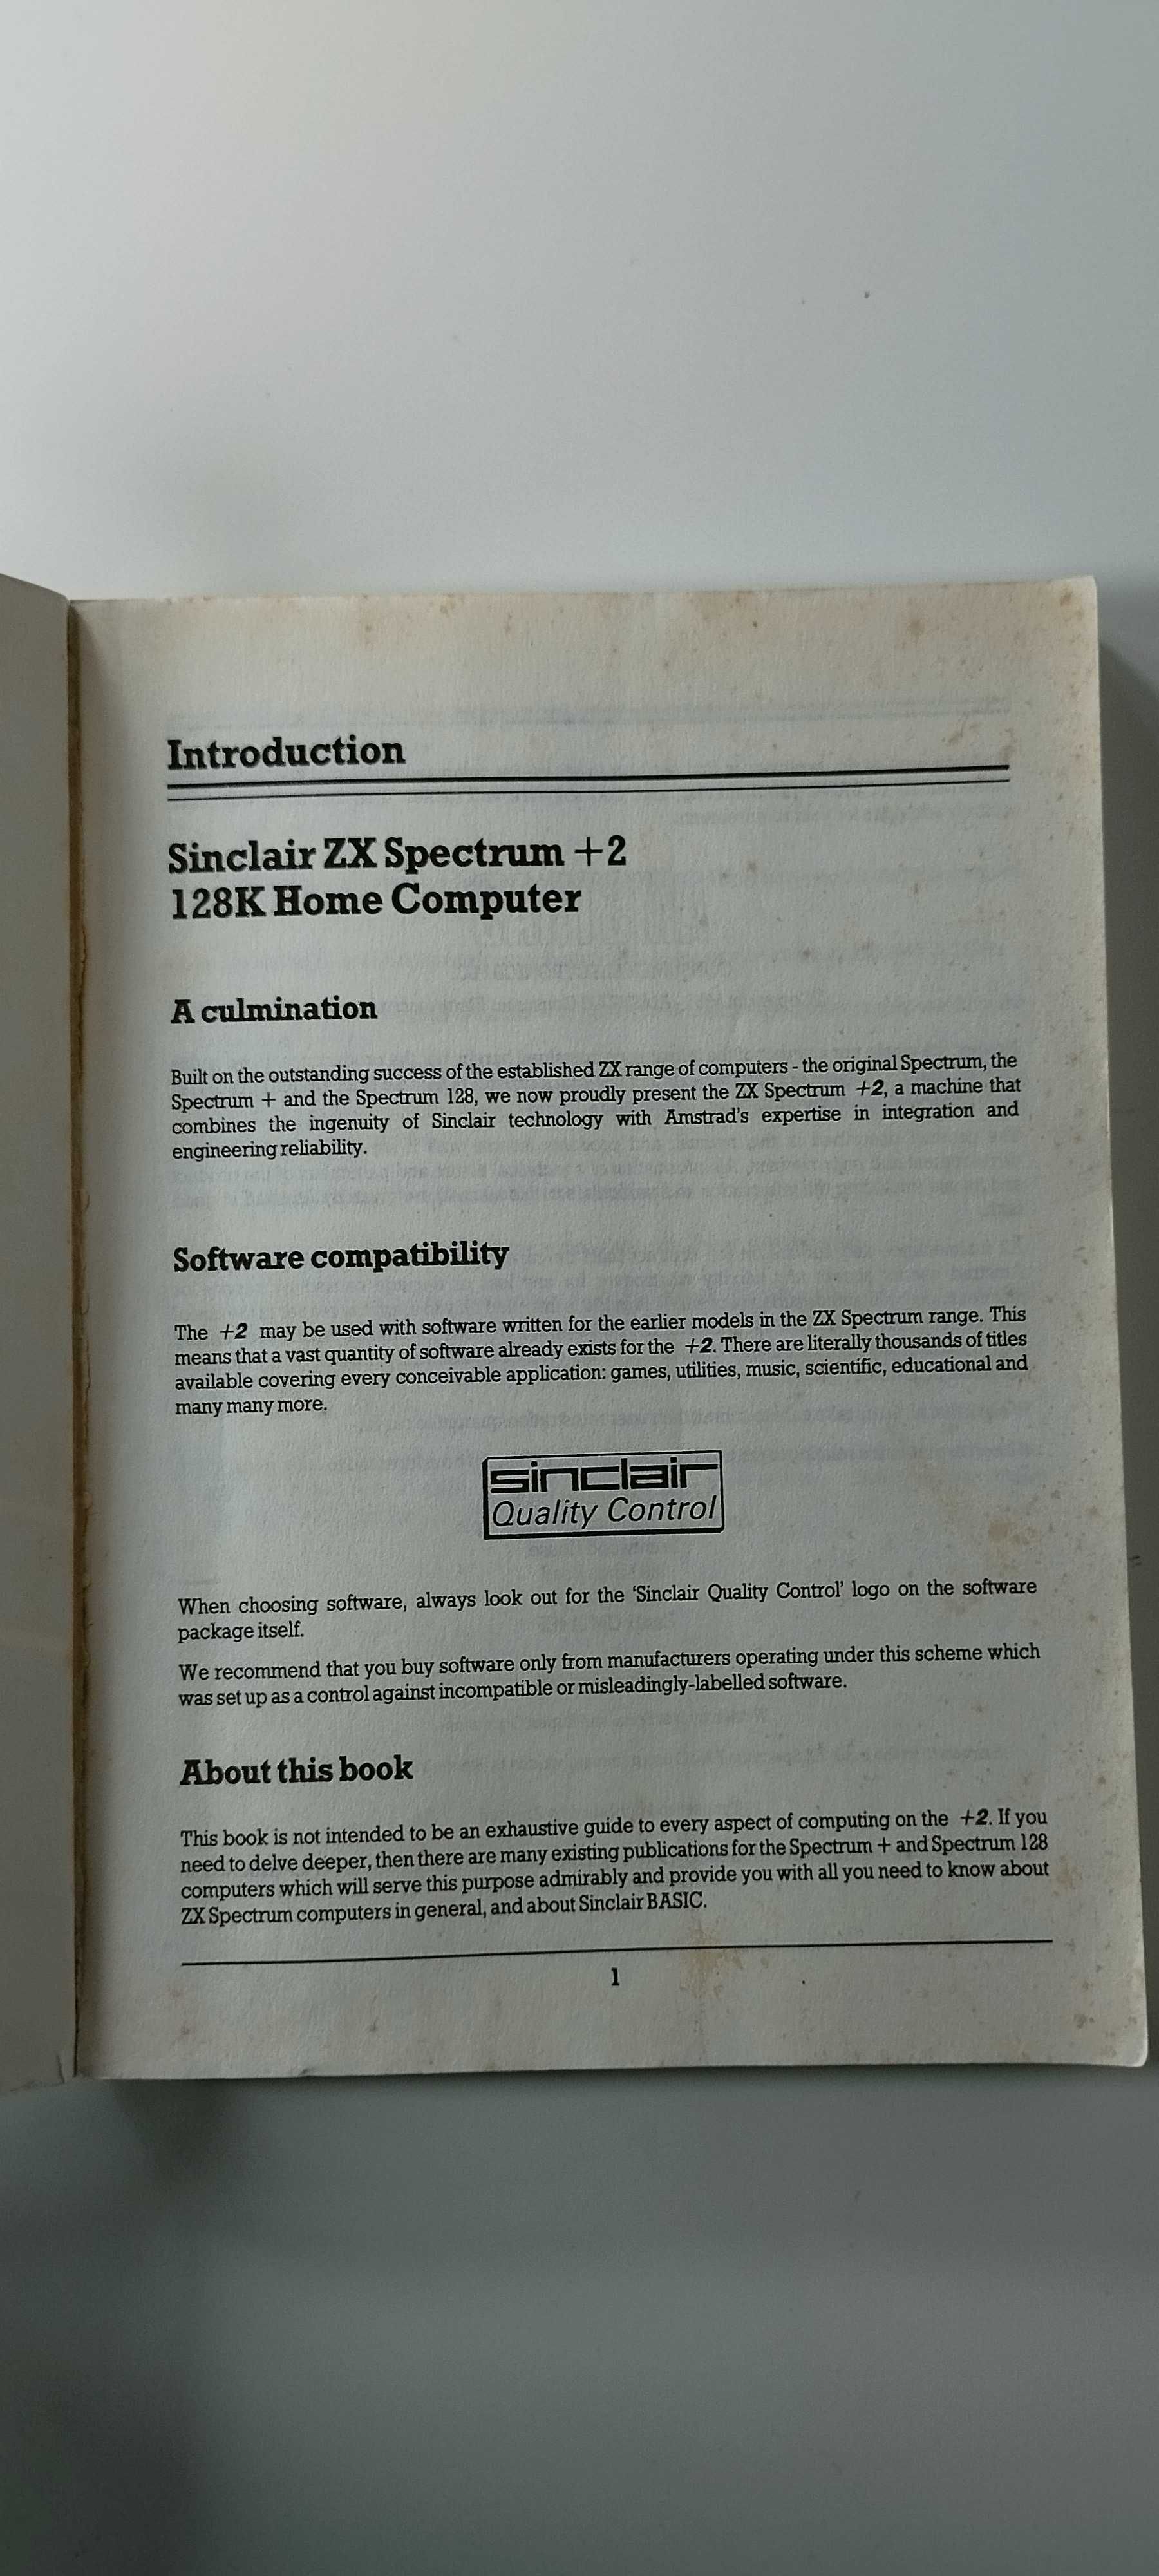 Introduction
Sinclair ZX Spectrum +2
128K Home Computer
A culmination
Built on the outstanding success of the established ZX range of computers - the original Spectrum, the
Spectrum + and the Spectrum 128, we now proudly present the ZX Spectrum +2, a machine that
combines the ingenuity of Sinclair technology with Amstrad's expertise in integration and
engineering reliability.
Software compatibility
The +2 may be used with software written for the earlier models in the ZX Spectrum range. This
means that a vast quantity of software already exists for the +2. There are literally thousands of titles
available covering every conceivable application: games, utilities, music, scientific, educational and
many many more.
sinclair
Quality Control
When choosing software, always look out for the 'Sinclair Quality Control' logo on the software
package itself.
We recommend that you buy software only from manufacturers operating under this scheme which
was set up as a control against incompatible or misleadingly-labelled software.
About this book
This book is not intended to be an exhaustive guide to every aspect of computing on the +2. If you
need to delve deeper, then there are many existing publications for the Spectrum + and Spectrum 128
computers which will serve this purpose admirably and provide you with all you need to know about
ZX Spectrum computers in general, and about Sinclair BASIC.
1